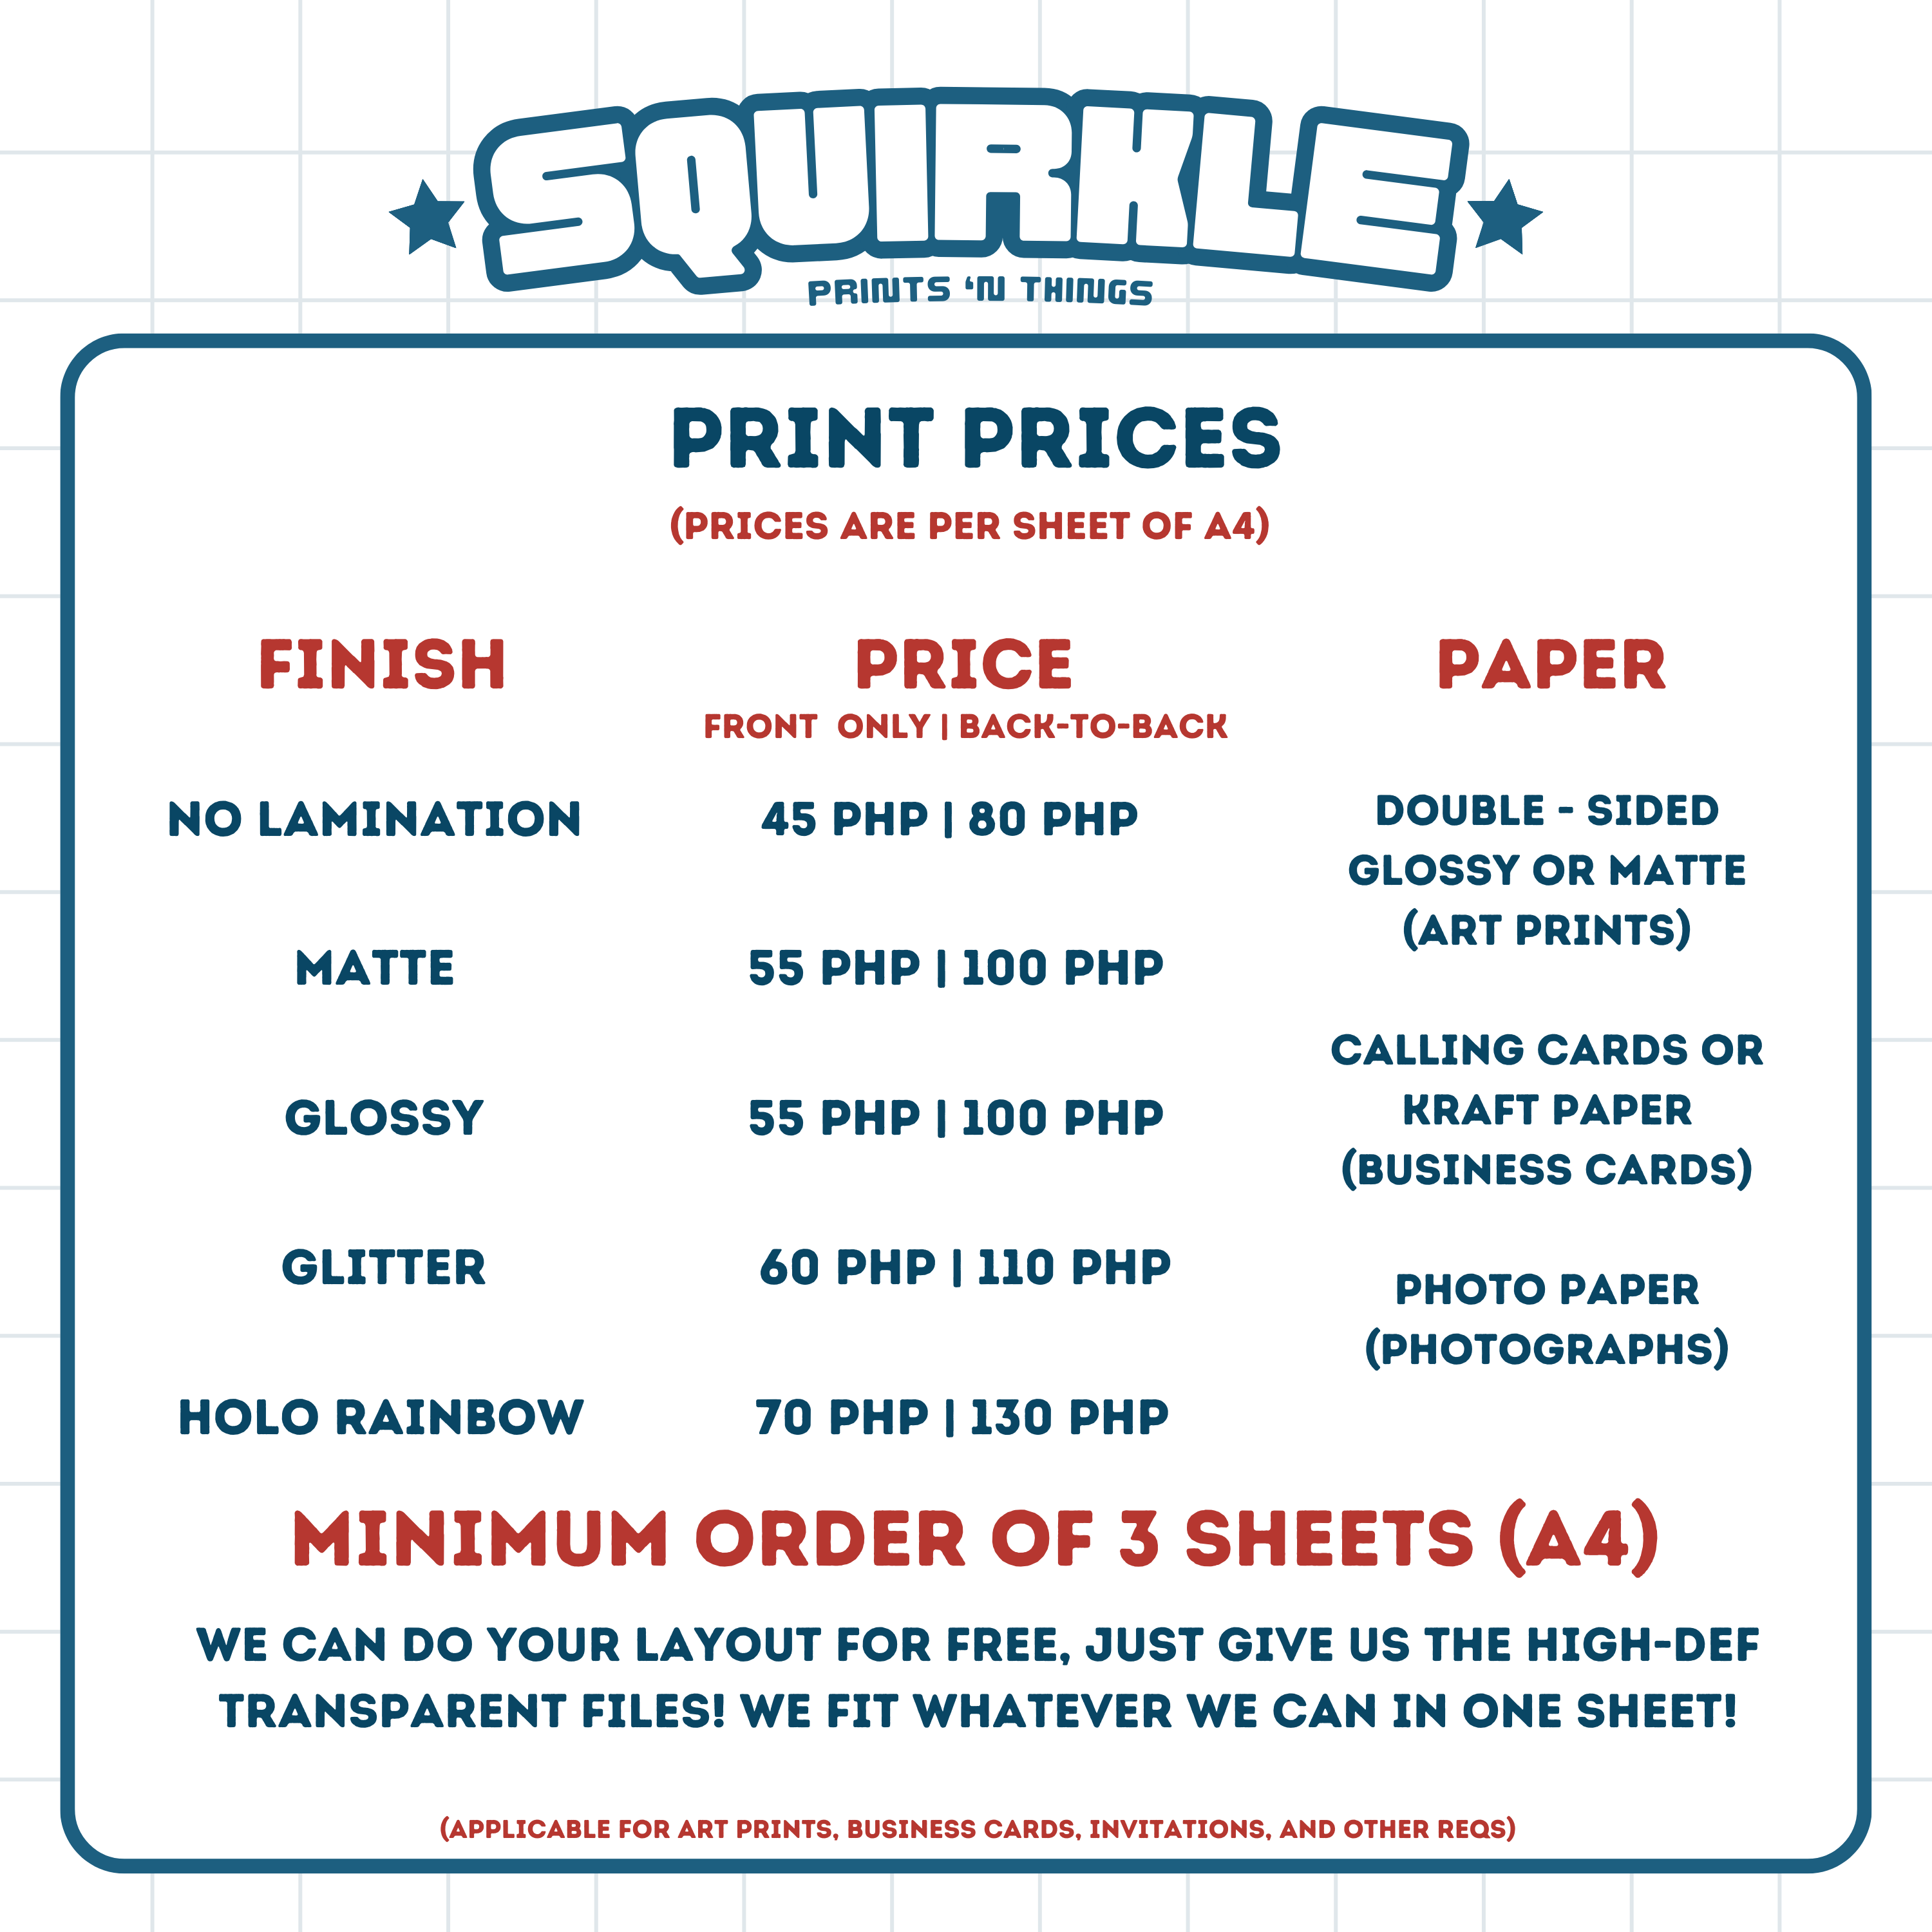 SQUIRKLE
PRINTS 'N THINGS
PRINT PRICES
(PRICES ARE PER SHEET OF A4)
FINISH
PRICE
PAPER
FRONT ONLY | BACK-TO-BACK
NO LAMINATION
45 PHP | 80 PHP
MATTE
55 PHP | 100 PHP
GLOSSY
55 PHP | 100 PHP
GLITTER
60 PHP | 110 PHP
HOLO RAINBOW
70 PHP | 130 PHP
DOUBLE - SIDED
GLOSSY OR MATTE
(ART PRINTS)
CALLING CARDS OR
KRAFT PAPER
(BUSINESS CARDS)
PHOTO PAPER
(PHOTOGRAPHS)
MINIMUM ORDER OF 3 SHEETS (A4)
WE CAN DO YOUR LAYOUT FOR FREE, JUST GIVE US THE HIGH-DEF
TRANSPARENT FILES! WE FIT WHATEVER WE CAN IN ONE SHEET!
(APPLICABLE FOR ART PRINTS, BUSINESS CARDS, INVITATIONS, AND OTHER REQS)